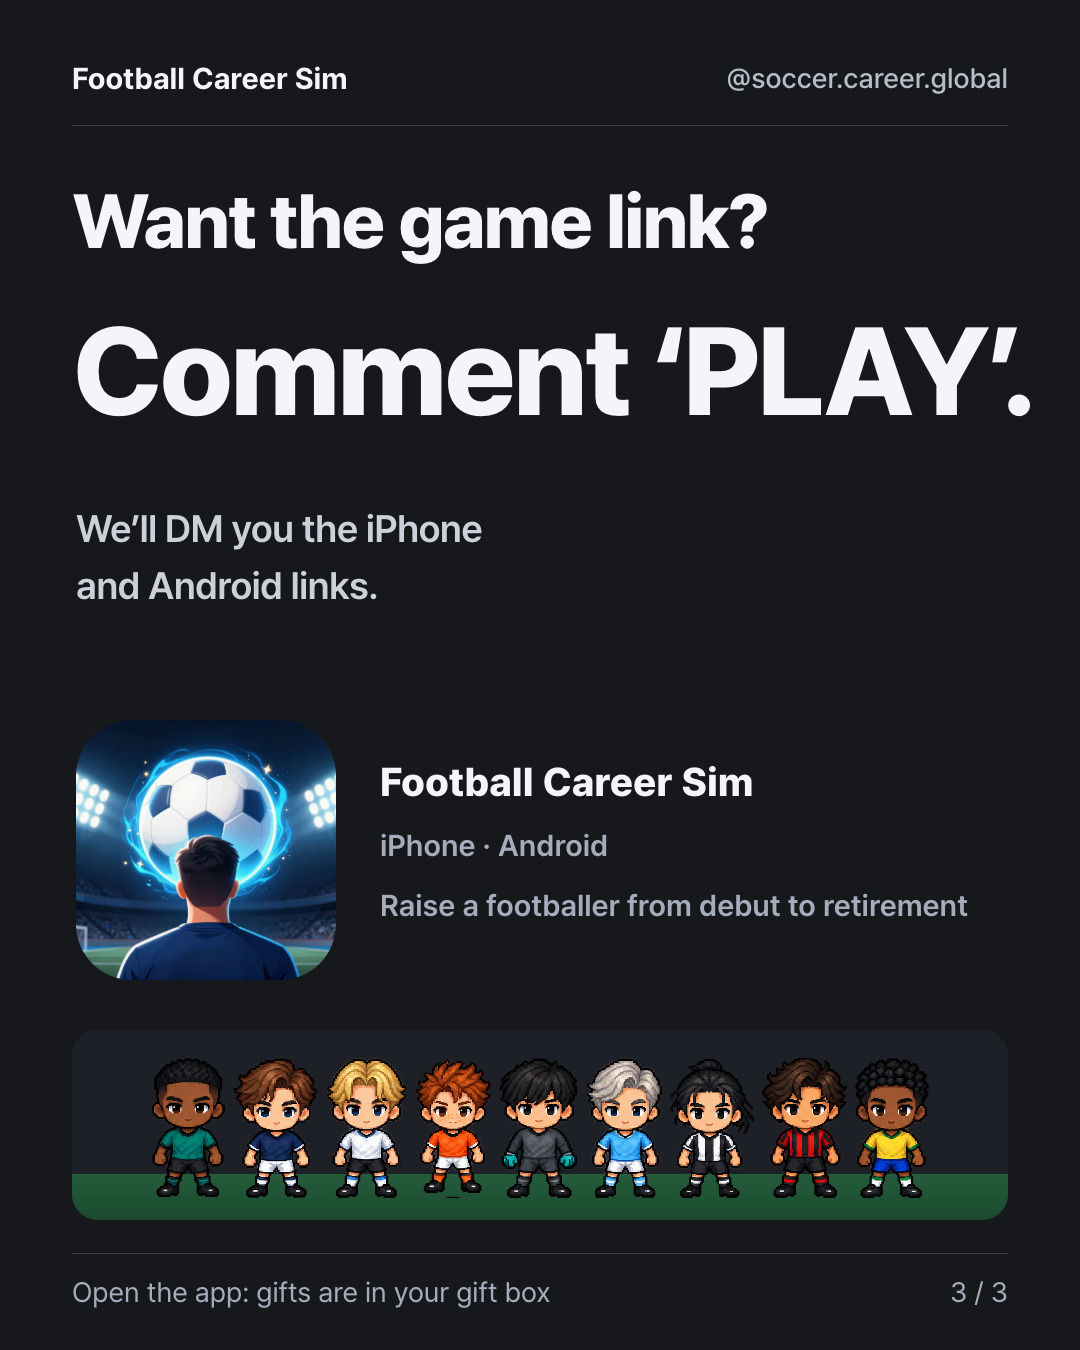 Football Career Sim
@soccer.career.global
Want the game link?
Comment ‘PLAY’.
We’ll DM you the iPhone
and Android links.
Football Career Sim
iPhone · Android
Raise a footballer from debut to retirement
Open the app: gifts are in your gift box
3 / 3